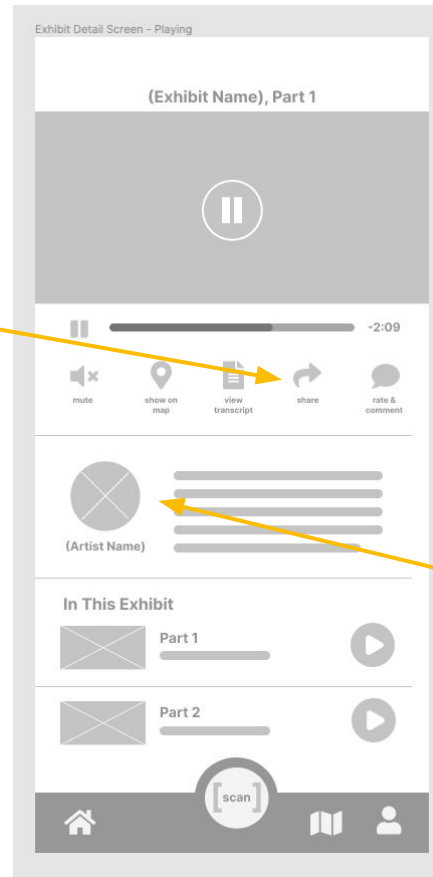 Exhibit Detail Screen - Playing
(Exhibit Name), Part 1
-2:09
mute
show on
map
view
transcript
share
rate &
comment
(Artist Name)
In This Exhibit
Part 1
Part 2
[scan]